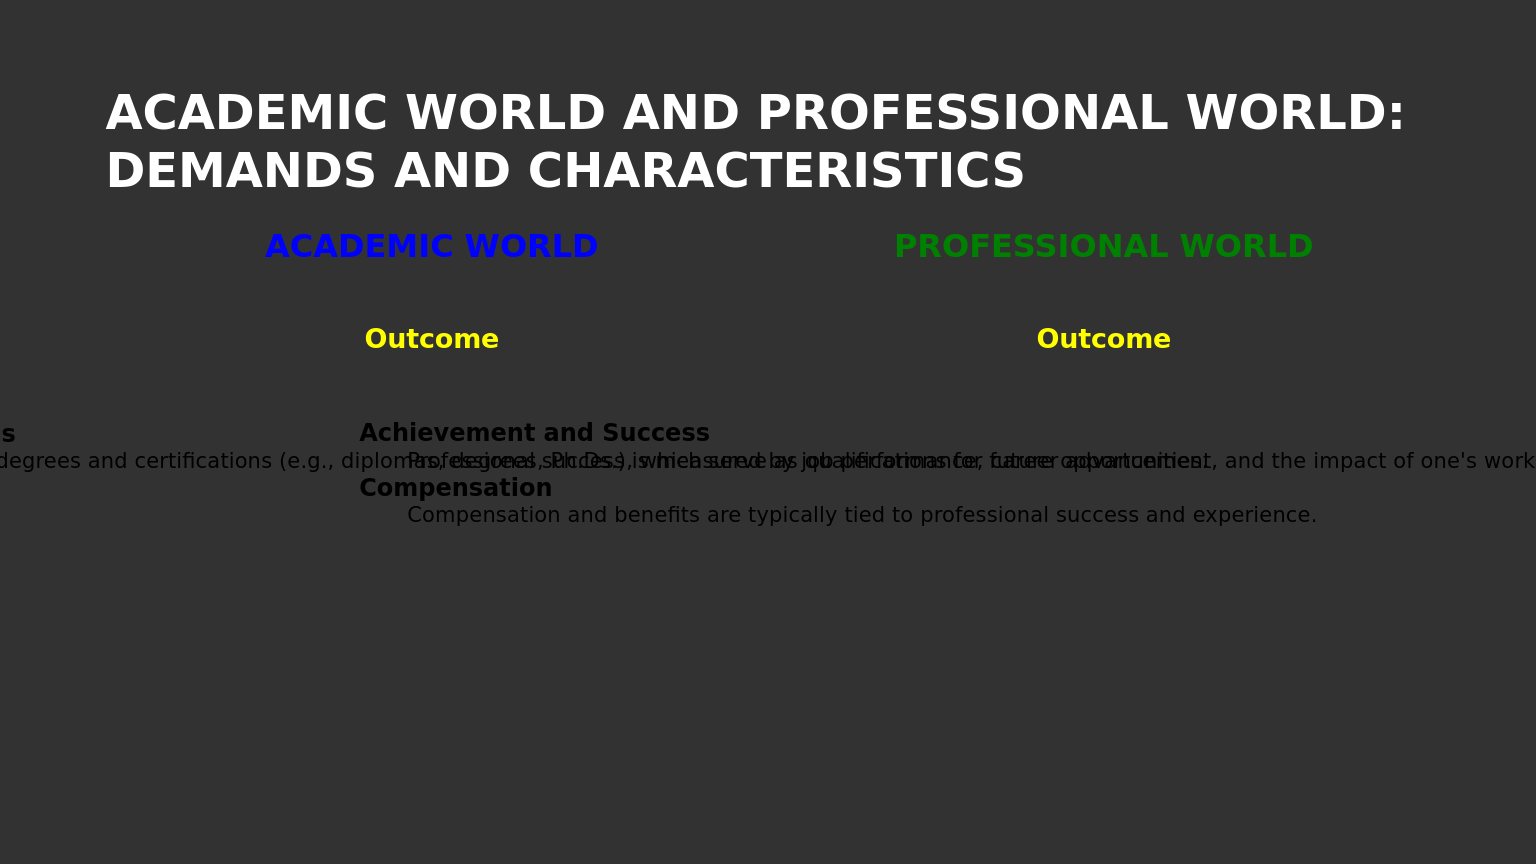 ACADEMIC WORLD AND PROFESSIONAL WORLD:
DEMANDS AND CHARACTERISTICS
ACADEMIC WORLD
PROFESSIONAL WORLD
Outcome
Outcome
s
degrees and certifications (e.g., diplomas, degrees, Ph.Ds.), which serve as qualifications for future opportunities.
Achievement and Success
Professional success is measured by job performance, career advancement, and the impact of one's work
Compensation
Compensation and benefits are typically tied to professional success and experience.